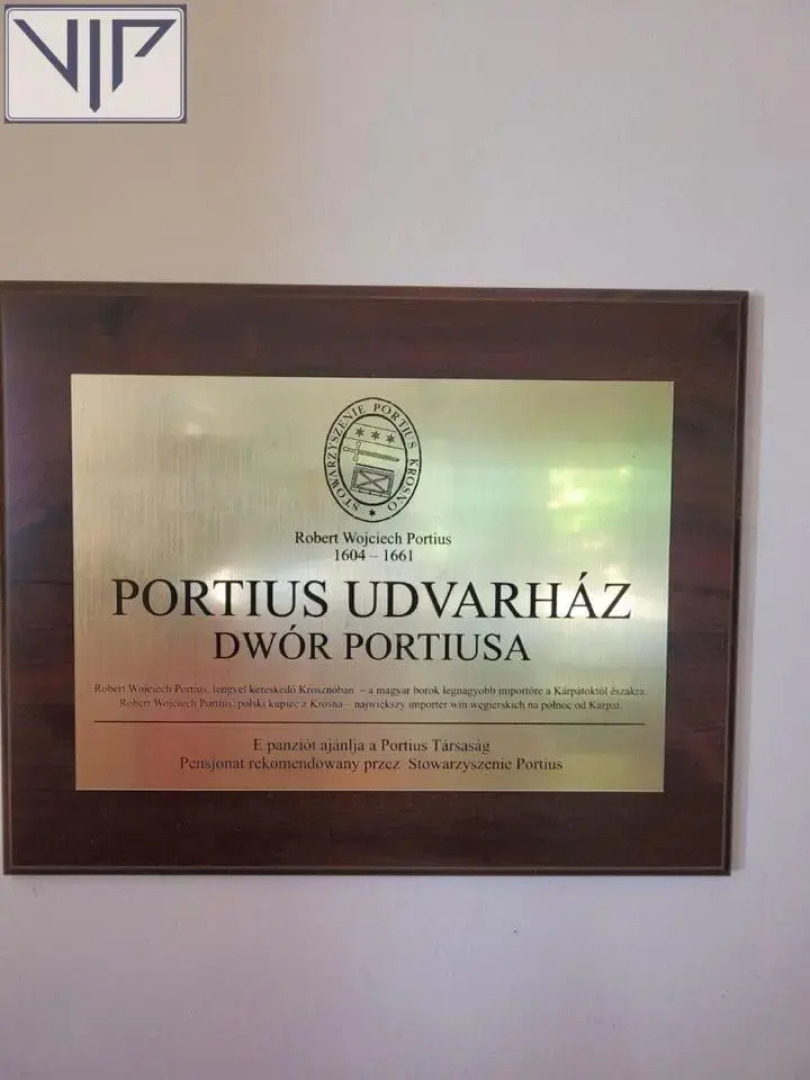 VIP
STOWARZYSZENIE PORTIUS KROSNO
Robert Wojciech Portius
1604 – 1661
PORTIUS UDVARHÁZ
DWÓR PORTIUSA
Robert Wojciech Portius, lengyel kereskedő Krosznóban – a magyar borok legnagyobb importőre a Kárpátoktól északra.
Robert Wojciech Portius, polski kupiec z Krosna – największy importer win węgierskich na północ od Karpat.
E panziót ajánlja a Portius Társaság
Pensjonat rekomendowany przez Stowarzyszenie Portius